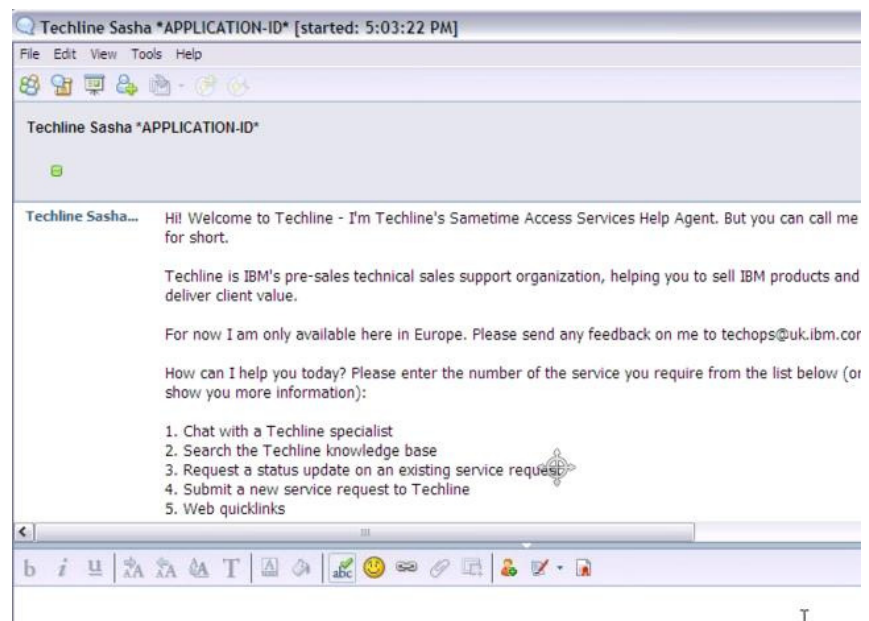 Techline Sasha *APPLICATION-ID* [started: 5:03:22 PM]
File Edit View Tools Help
Techline Sasha *APPLICATION-ID*
Techline Sasha... Hi! Welcome to Techline - I'm Techline's Sametime Access Services Help Agent. But you can call me
for short.
Techline is IBM's pre-sales technical sales support organization, helping you to sell IBM products and
deliver client value.
For now I am only available here in Europe. Please send any feedback on me to techops@uk.ibm.com
How can I help you today? Please enter the number of the service you require from the list below (or
show you more information):
1. Chat with a Techline specialist
2. Search the Techline knowledge base
3. Request a status update on an existing service request
4. Submit a new service request to Techline
5. Web quicklinks
b i u AA AA A T A abc